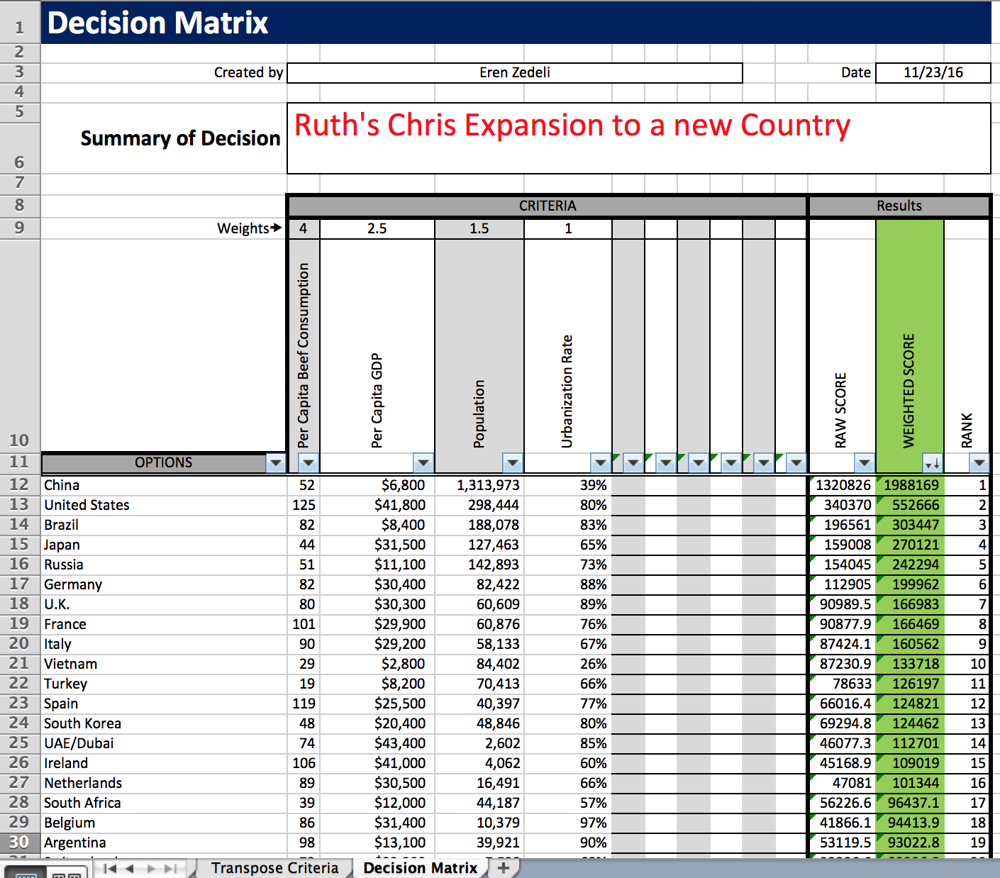 1 Decision Matrix
2
3 Created by Eren Zedeli Date 11/23/16
4
5 Ruth's Chris Expansion to a new Country
Summary of Decision
6
7
8 CRITERIA Results
9 Weights→ 4 2.5 1.5 1
10 Per Capita Beef Consumption Per Capita GDP Population Urbanization Rate RAW SCORE WEIGHTED SCORE RANK
11 OPTIONS
12 China 52 $6,800 1,313,973 39% 1320826 1988169 1
13 United States 125 $41,800 298,444 80% 340370 552666 2
14 Brazil 82 $8,400 188,078 83% 196561 303447 3
15 Japan 44 $31,500 127,463 65% 159008 270121 4
16 Russia 51 $11,100 142,893 73% 154045 242294 5
17 Germany 82 $30,400 82,422 88% 112905 199962 6
18 U.K. 80 $30,300 60,609 89% 90989.5 166983 7
19 France 101 $29,900 60,876 76% 90877.9 166469 8
20 Italy 90 $29,200 58,133 67% 87424.1 160562 9
21 Vietnam 29 $2,800 84,402 26% 87230.9 133718 10
22 Turkey 19 $8,200 70,413 66% 78633 126197 11
23 Spain 119 $25,500 40,397 77% 66016.4 124821 12
24 South Korea 48 $20,400 48,846 80% 69294.8 124462 13
25 UAE/Dubai 74 $43,400 2,602 85% 46077.3 112701 14
26 Ireland 106 $41,000 4,062 60% 45168.9 109019 15
27 Netherlands 89 $30,500 16,491 66% 47081 101344 16
28 South Africa 39 $12,000 44,187 57% 56226.6 96437.1 17
29 Belgium 86 $31,400 10,379 97% 41866.1 94413.9 18
30 Argentina 98 $13,100 39,921 90% 53119.5 93022.8 19
Transpose Criteria Decision Matrix +